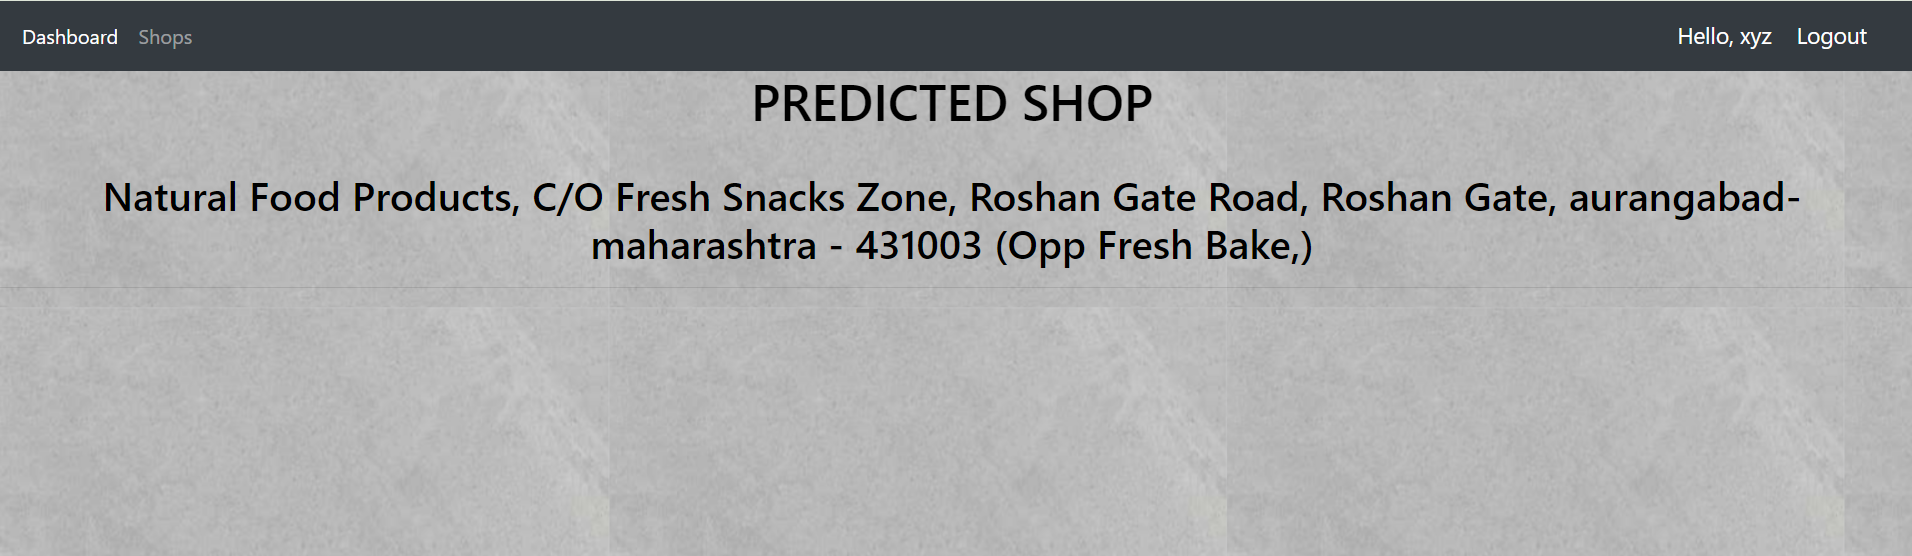 Dashboard Shops Hello, xyz Logout
PREDICTED SHOP
Natural Food Products, C/O Fresh Snacks Zone, Roshan Gate Road, Roshan Gate, aurangabad-
maharashtra - 431003 (Opp Fresh Bake,)